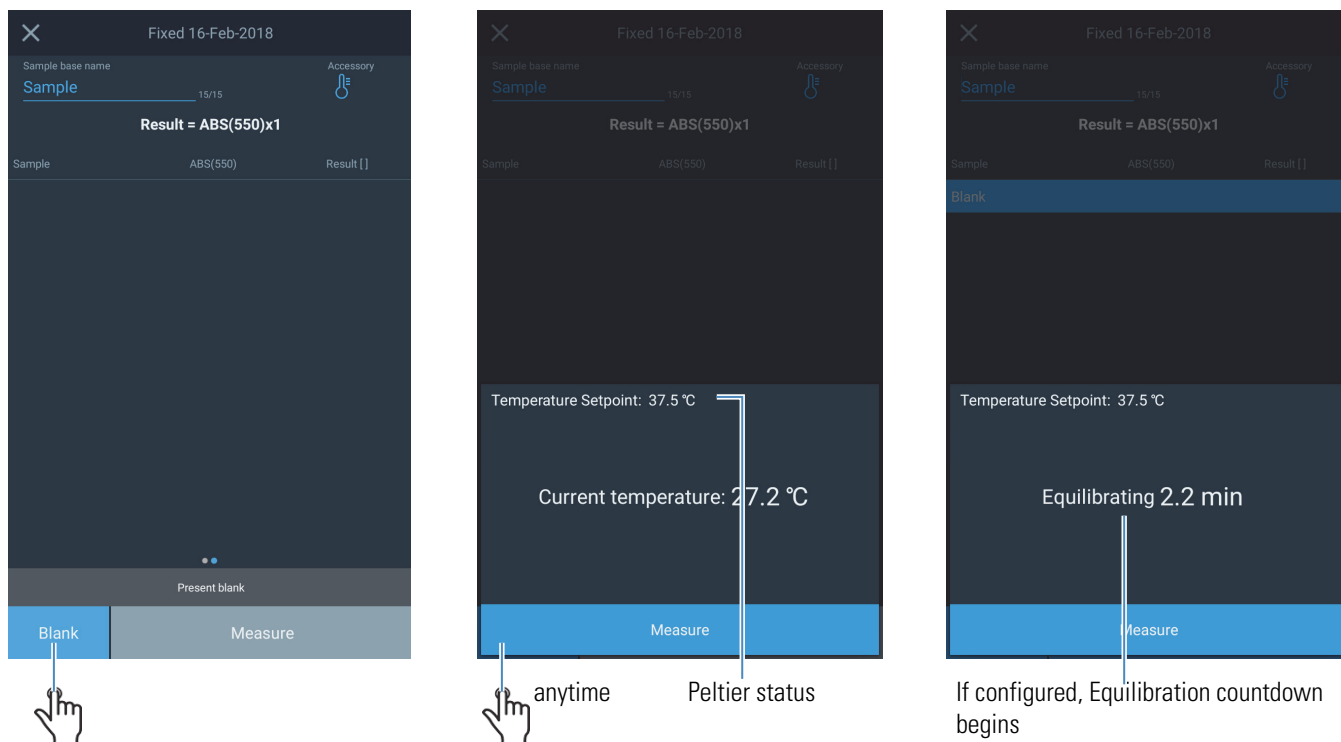 Fixed 16-Feb-2018
Sample base name
Accessory
Sample 15/15
Result = ABS(550)x1
Sample ABS(550) Result [ ]
Present blank
Blank Measure
Fixed 16-Feb-2018
Sample base name
Accessory
Sample 15/15
Result = ABS(550)x1
Sample ABS(550) Result [ ]
Temperature Setpoint: 37.5 ℃
Current temperature: 27.2 ℃
Measure
anytime
Peltier status
Fixed 16-Feb-2018
Sample base name
Accessory
Sample 15/15
Result = ABS(550)x1
Sample ABS(550) Result [ ]
Blank
Temperature Setpoint: 37.5 ℃
Equilibrating 2.2 min
Measure
If configured, Equilibration countdown
begins